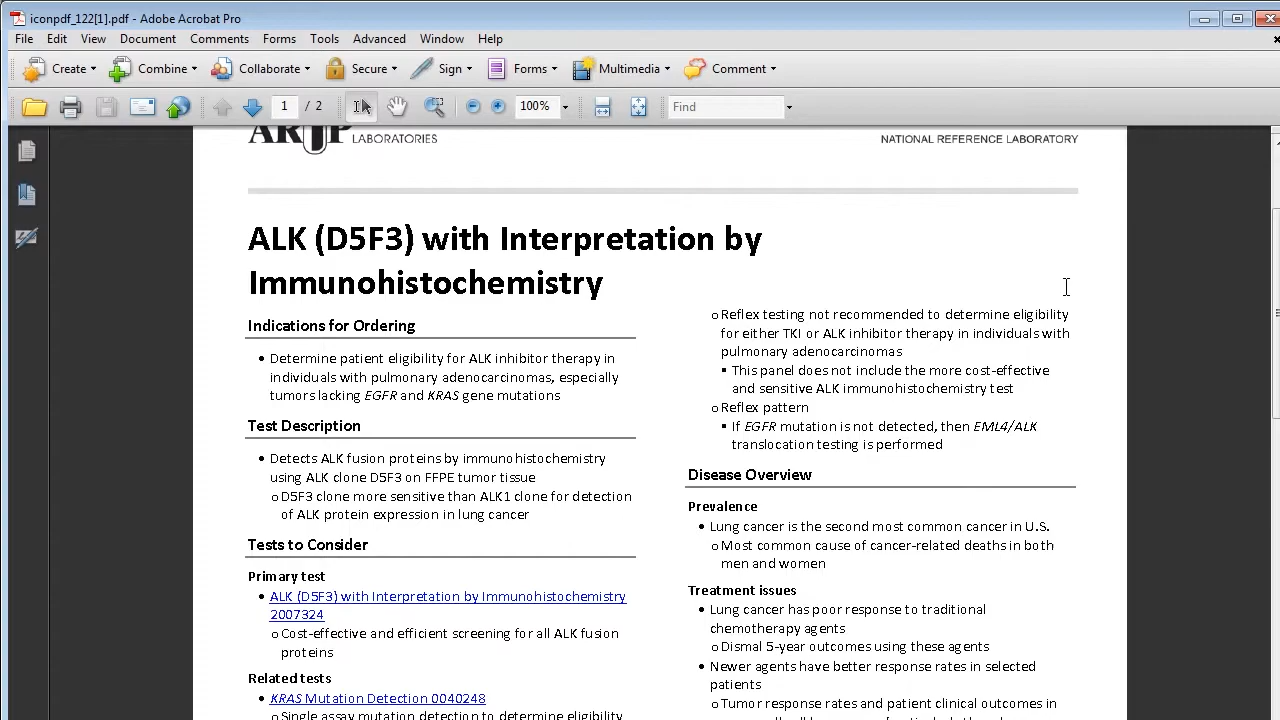 iconpdf_122[1].pdf - Adobe Acrobat Pro
File Edit View Document Comments Forms Tools Advanced Window Help
Create Combine Collaborate Secure Sign Forms Multimedia Comment
1 / 2 100% Find
ARUP LABORATORIES
NATIONAL REFERENCE LABORATORY
ALK (D5F3) with Interpretation by
Immunohistochemistry
Indications for Ordering
• Determine patient eligibility for ALK inhibitor therapy in
individuals with pulmonary adenocarcinomas, especially
tumors lacking EGFR and KRAS gene mutations
Test Description
• Detects ALK fusion proteins by immunohistochemistry
using ALK clone D5F3 on FFPE tumor tissue
o D5F3 clone more sensitive than ALK1 clone for detection
of ALK protein expression in lung cancer
Tests to Consider
Primary test
• ALK (D5F3) with Interpretation by Immunohistochemistry
2007324
o Cost-effective and efficient screening for all ALK fusion
proteins
Related tests
• KRAS Mutation Detection 0040248
o Single assay mutation detection to determine eligibility
o Reflex testing not recommended to determine eligibility
for either TKI or ALK inhibitor therapy in individuals with
pulmonary adenocarcinomas
▪ This panel does not include the more cost-effective
and sensitive ALK immunohistochemistry test
o Reflex pattern
▪ If EGFR mutation is not detected, then EML4/ALK
translocation testing is performed
Disease Overview
Prevalence
• Lung cancer is the second most common cancer in U.S.
o Most common cause of cancer-related deaths in both
men and women
Treatment issues
• Lung cancer has poor response to traditional
chemotherapy agents
o Dismal 5-year outcomes using these agents
• Newer agents have better response rates in selected
patients
o Tumor response rates and patient clinical outcomes in